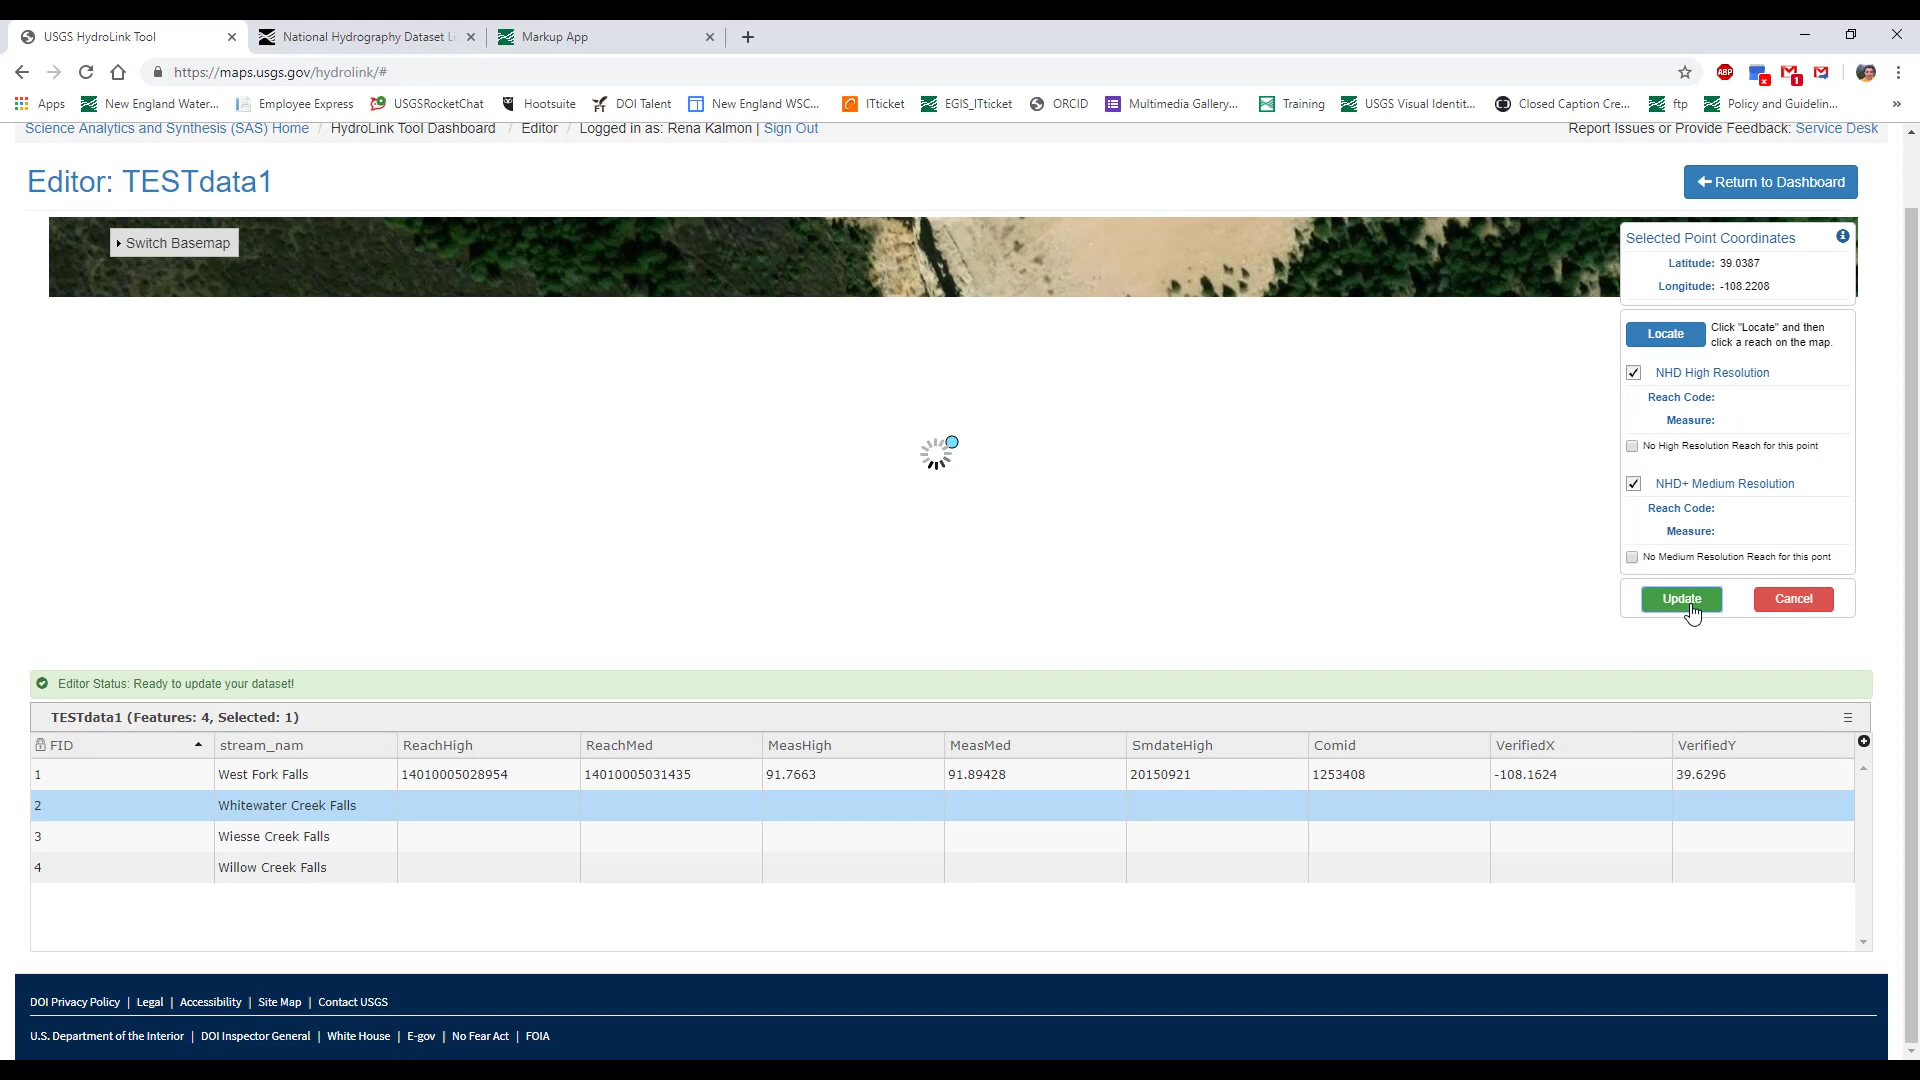 USGS HydroLink Tool
National Hydrography Dataset Li
Markup App
https://maps.usgs.gov/hydrolink/#
ABP
1
Apps
New England Water...
Employee Express
USGSRocketChat
Hootsuite
DOI Talent
New England WSC...
ITticket
EGIS_ITticket
ORCID
Multimedia Gallery...
Training
USGS Visual Identit...
Closed Caption Cre...
ftp
Policy and Guidelin...
»
Science Analytics and Synthesis (SAS) Home / HydroLink Tool Dashboard / Editor / Logged in as: Rena Kalmon | Sign Out
Report Issues or Provide Feedback: Service Desk
Editor: TESTdata1
Return to Dashboard
Switch Basemap
Selected Point Coordinates
Latitude: 39.0387
Longitude: -108.2208
Locate
Click "Locate" and then
click a reach on the map.
NHD High Resolution
Reach Code:
Measure:
No High Resolution Reach for this point
NHD+ Medium Resolution
Reach Code:
Measure:
No Medium Resolution Reach for this pont
Update
Cancel
Editor Status: Ready to update your dataset!
TESTdata1 (Features: 4, Selected: 1)
FID stream_nam ReachHigh ReachMed MeasHigh MeasMed SmdateHigh Comid VerifiedX VerifiedY
1 West Fork Falls 14010005028954 14010005031435 91.7663 91.89428 20150921 1253408 -108.1624 39.6296
2 Whitewater Creek Falls
3 Wiesse Creek Falls
4 Willow Creek Falls
DOI Privacy Policy | Legal | Accessibility | Site Map | Contact USGS
U.S. Department of the Interior | DOI Inspector General | White House | E-gov | No Fear Act | FOIA